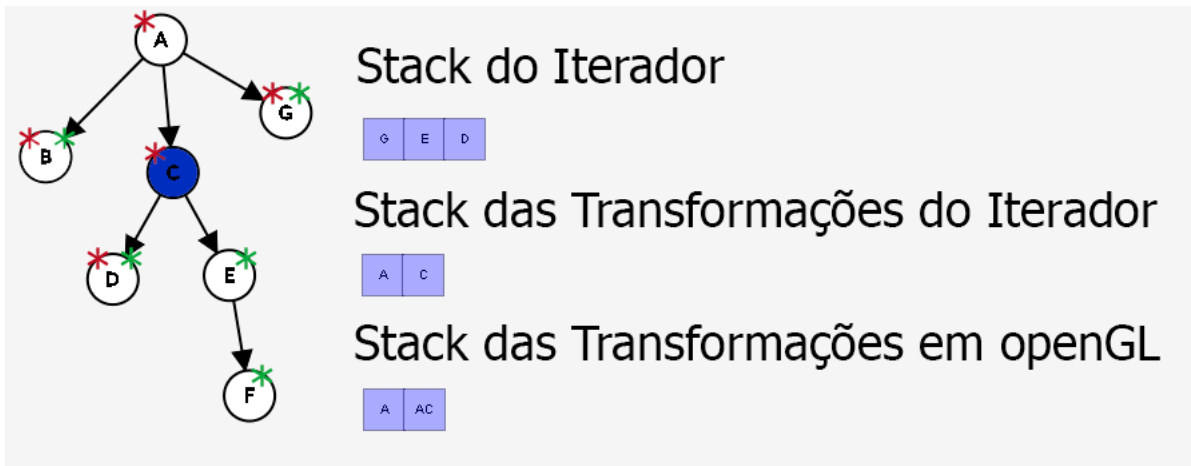 A
G
B
C
D
E
F
Stack do Iterador
G E D
Stack das Transformações do Iterador
A C
Stack das Transformações em openGL
A AC